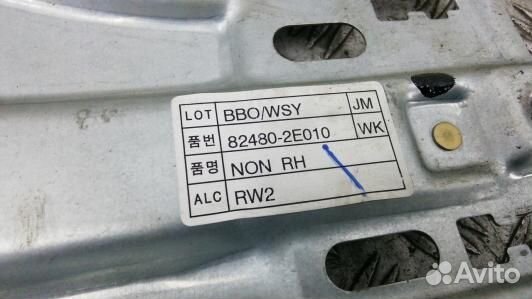 LOT BBO/WSY JM
품번 82480-2E010 WK
품명 NON RH
ALC RW2
Avito